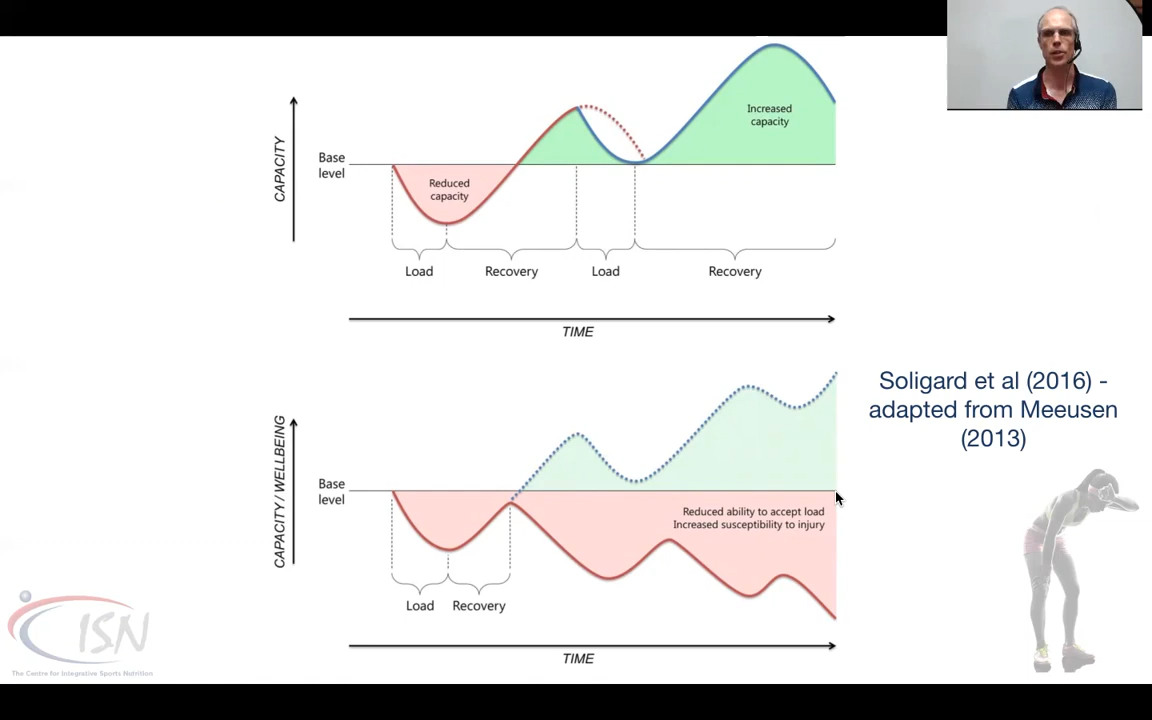 CAPACITY
Increased
capacity
Base
level
Reduced
capacity
Load
Recovery
Load
Recovery
TIME
Soligard et al (2016) -
adapted from Meeusen
(2013)
CAPACITY / WELLBEING
Base
level
Reduced ability to accept load
Increased susceptibility to injury
Load
Recovery
TIME
CISN
The Centre for Integrative Sports Nutrition